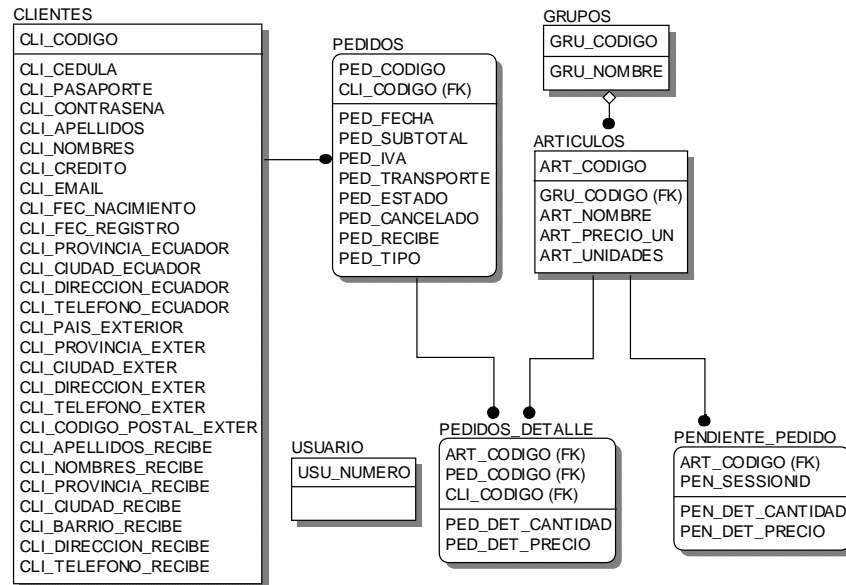 CLIENTES
CLI_CODIGO
CLI_CEDULA
CLI_PASAPORTE
CLI_CONTRASENA
CLI_APELLIDOS
CLI_NOMBRES
CLI_CREDITO
CLI_EMAIL
CLI_FEC_NACIMIENTO
CLI_FEC_REGISTRO
CLI_PROVINCIA_ECUADOR
CLI_CIUDAD_ECUADOR
CLI_DIRECCION_ECUADOR
CLI_TELEFONO_ECUADOR
CLI_PAIS_EXTERIOR
CLI_PROVINCIA_EXTER
CLI_CIUDAD_EXTER
CLI_DIRECCION_EXTER
CLI_TELEFONO_EXTER
CLI_CODIGO_POSTAL_EXTER
CLI_APELLIDOS_RECIBE
CLI_NOMBRES_RECIBE
CLI_PROVINCIA_RECIBE
CLI_CIUDAD_RECIBE
CLI_BARRIO_RECIBE
CLI_DIRECCION_RECIBE
CLI_TELEFONO_RECIBE
PEDIDOS
PED_CODIGO
CLI_CODIGO (FK)
PED_FECHA
PED_SUBTOTAL
PED_IVA
PED_TRANSPORTE
PED_ESTADO
PED_CANCELADO
PED_RECIBE
PED_TIPO
GRUPOS
GRU_CODIGO
GRU_NOMBRE
ARTICULOS
ART_CODIGO
GRU_CODIGO (FK)
ART_NOMBRE
ART_PRECIO_UN
ART_UNIDADES
USUARIO
USU_NUMERO
PEDIDOS_DETALLE
ART_CODIGO (FK)
PED_CODIGO (FK)
CLI_CODIGO (FK)
PED_DET_CANTIDAD
PED_DET_PRECIO
PENDIENTE_PEDIDO
ART_CODIGO (FK)
PEN_SESSIONID
PEN_DET_CANTIDAD
PEN_DET_PRECIO